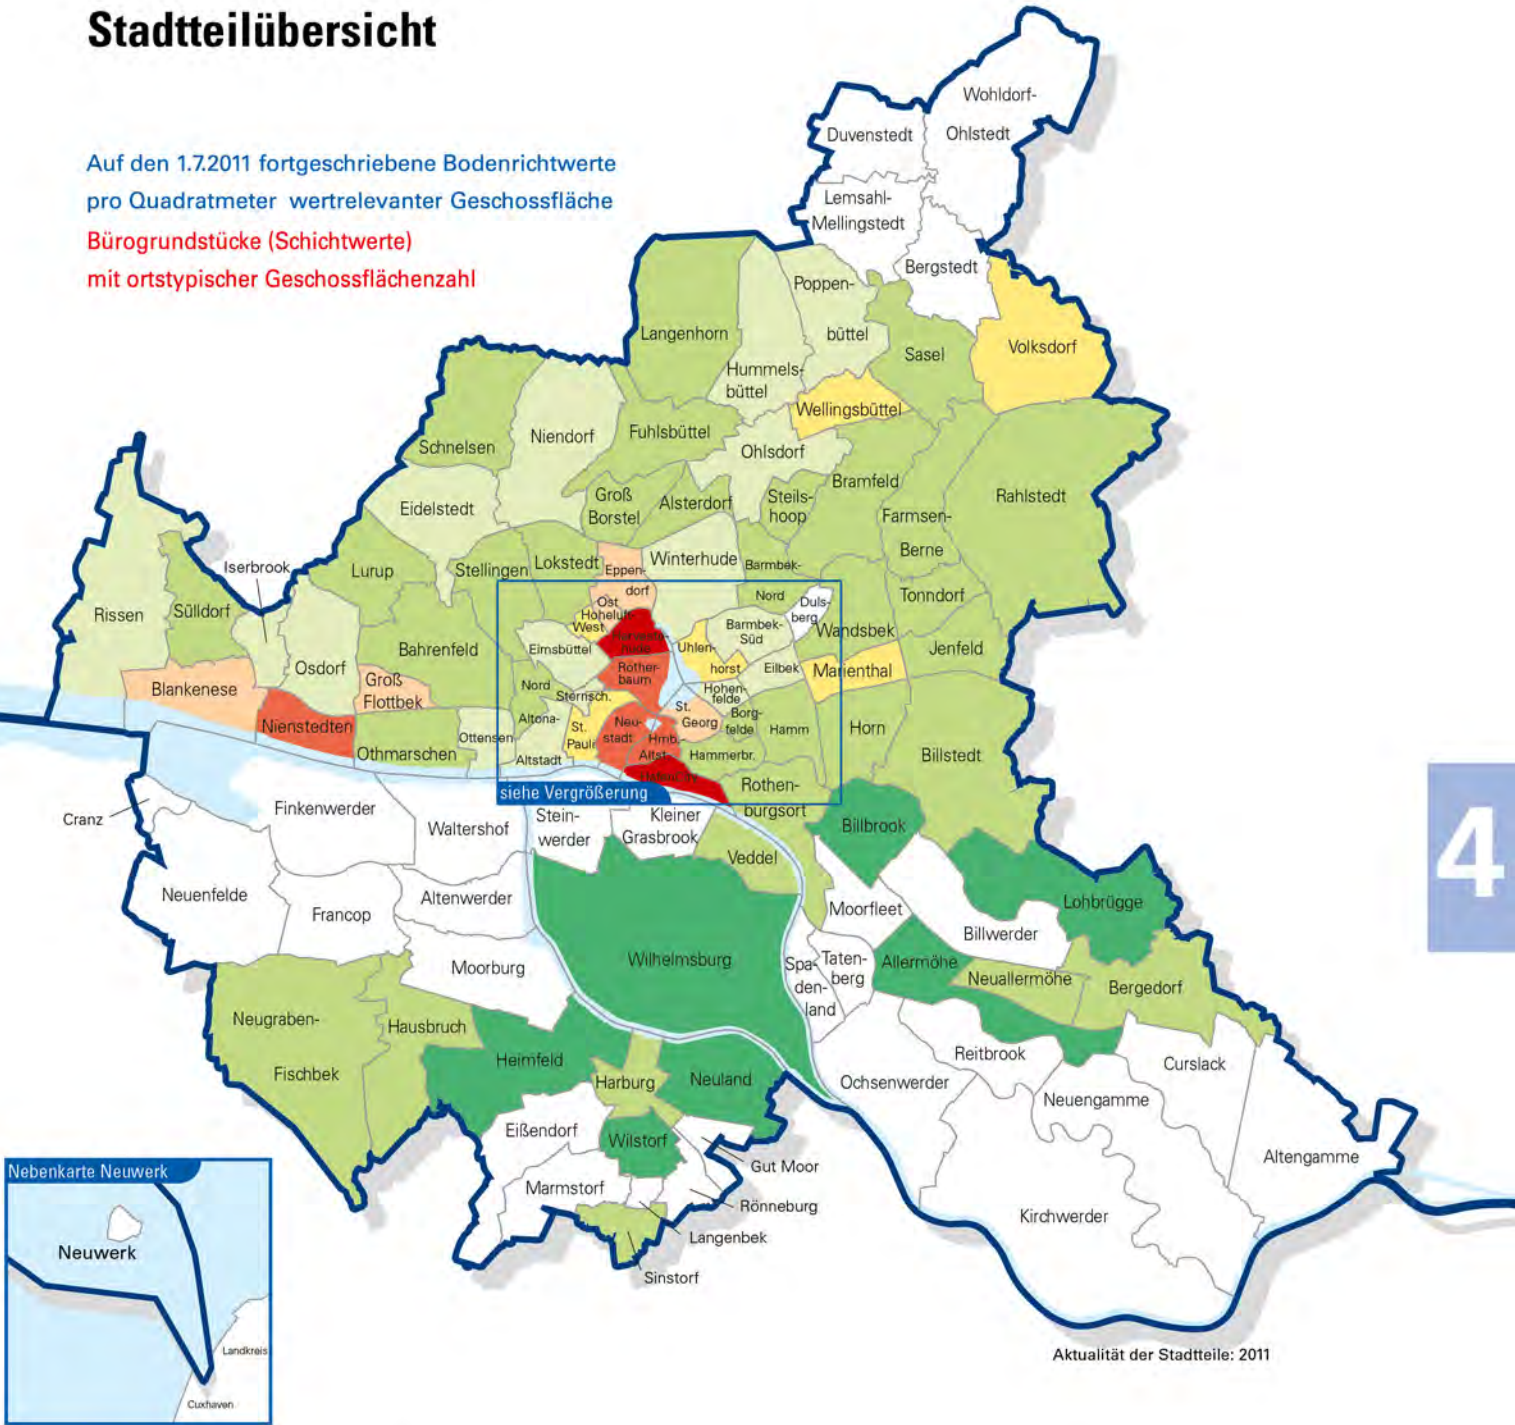 Stadtteilübersicht
Auf den 1.7.2011 fortgeschriebene Bodenrichtwerte
pro Quadratmeter wertrelevanter Geschossfläche
Bürogrundstücke (Schichtwerte)
mit ortstypischer Geschossflächenzahl
Wohldorf-
Ohlstedt
Duvenstedt
Lemsahl-
Mellingstedt
Bergstedt
Poppen-
büttel
Langenhorn
Hummels-
büttel
Sasel
Volksdorf
Wellingsbüttel
Schnelsen
Niendorf
Fuhlsbüttel
Ohlsdorf
Bramfeld
Rahlstedt
Eidelstedt
Groß
Borstel
Alsterdorf
Steils-
hoop
Farmsen-
Berne
Iserbrook
Lurup
Stellingen
Lokstedt
Eppen-
dorf
Winterhude
Barmbek-
Nord
Duls-
berg
Tonndorf
Rissen
Sülldorf
Ost
Hoheluft
West
Uhlen-
horst
Barmbek-
Süd
Wandsbek
Jenfeld
Osdorf
Bahrenfeld
Eimsbüttel
Rother-
baum
Eilbek
Marienthal
Blankenese
Groß
Flottbek
Nord
Sternsch.
Hohen-
felde
Nienstedten
Othmarschen
Ottensen
Altona-
Altstadt
St.
Pauli
Neu-
stadt
Hmb.
Altst.
St.
Georg
Borg-
felde
Hamm
Horn
Billstedt
Hammerbr.
siehe Vergrößerung
Rothen-
burgsort
Cranz
Finkenwerder
Waltershof
Stein-
werder
Kleiner
Grasbrook
Billbrook
4
Veddel
Neuenfelde
Francop
Altenwerder
Moorfleet
Lohbrügge
Billwerder
Moorburg
Wilhelmsburg
Spa-
den-
land
Taten-
berg
Allermöhe
Neuallermöhe
Bergedorf
Neugraben-
Fischbek
Hausbruch
Heimfeld
Harburg
Neuland
Ochsenwerder
Reitbrook
Curslack
Neuengamme
Eißendorf
Wilstorf
Gut Moor
Altengamme
Marmstorf
Rönneburg
Langenbek
Kirchwerder
Sinstorf
Nebenkarte Neuwerk
Neuwerk
Landkreis
Cuxhaven
Aktualität der Stadtteile: 2011